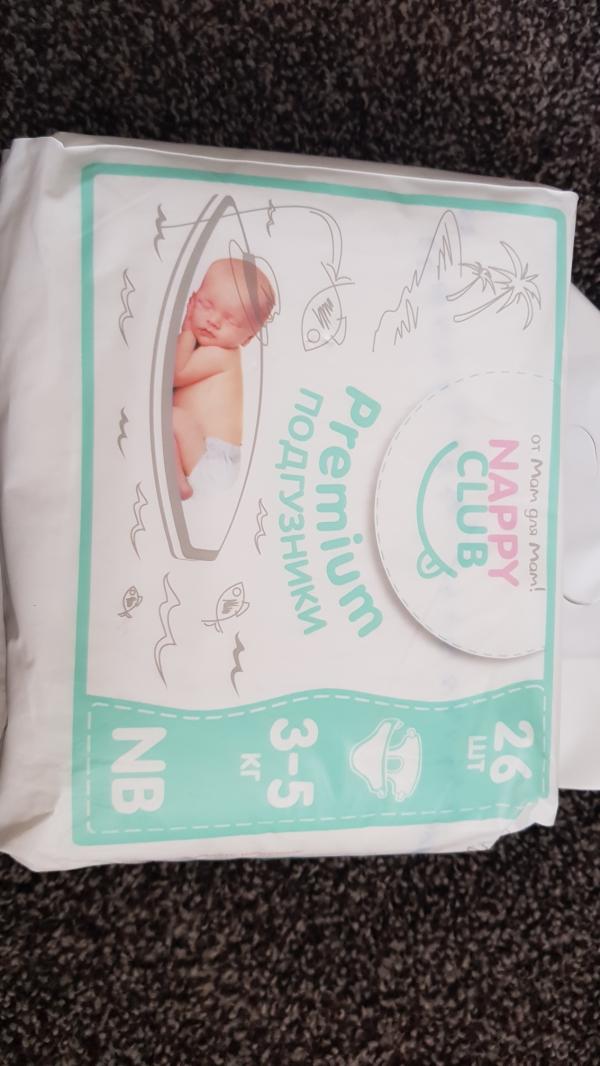 от мам для мам!
NAPPY
CLUB
Premium
ПОДГУЗНИКИ
26
шт
3-5
кг
NB